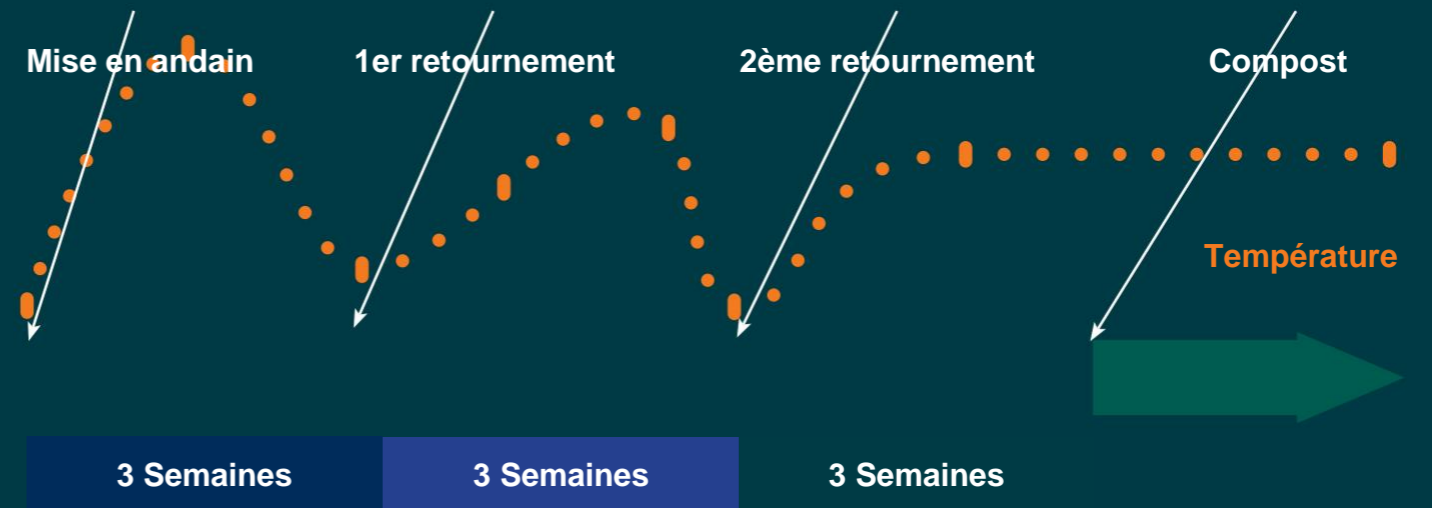 Mise en andain
1er retournement
2ème retournement
Compost
Température
3 Semaines
3 Semaines
3 Semaines